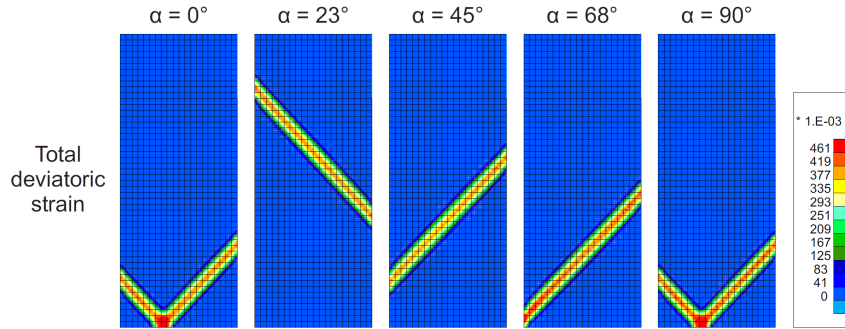 α = 0° α = 23° α = 45° α = 68° α = 90°
Total
deviatoric
strain
* 1.E-03
461
419
377
335
293
251
209
167
125
83
41
0